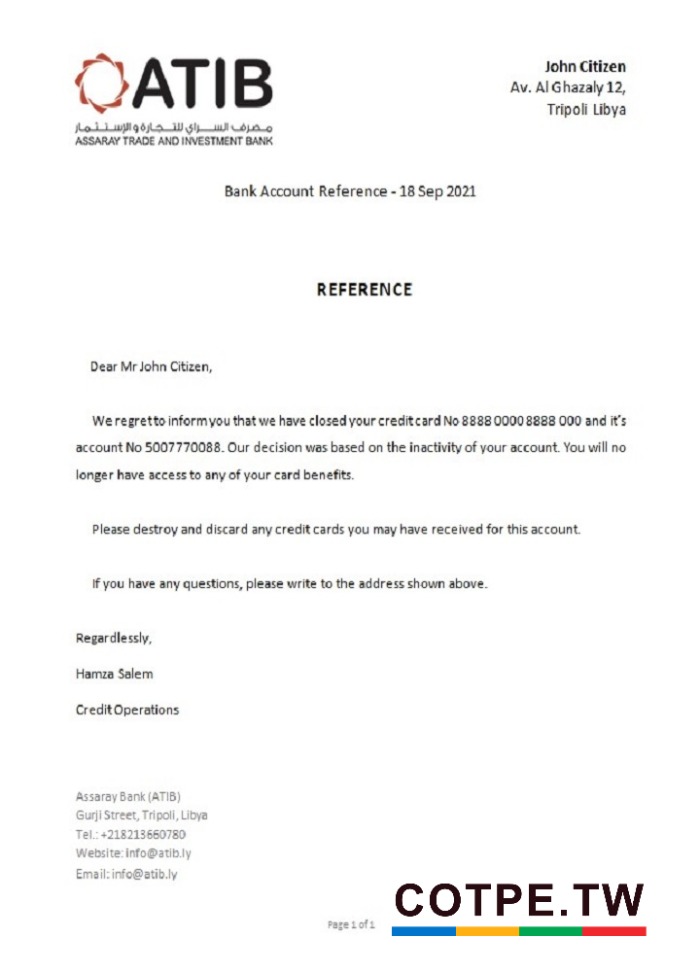 ATIB
مصرف السراي للتجارة والإستثمار
ASSARAY TRADE AND INVESTMENT BANK
John Citizen
Av. Al Ghazaly 12,
Tripoli Libya
Bank Account Reference - 18 Sep 2021
REFERENCE
Dear Mr John Citizen,
We regret to inform you that we have closed your credit card No 8888 0000 8888 000 and it's
account No 5007770088. Our decision was based on the inactivity of your account. You will no
longer have access to any of your card benefits.
Please destroy and discard any credit cards you may have received for this account.
If you have any questions, please write to the address shown above.
Regardlessly,
Hamza Salem
Credit Operations
Assaray Bank (ATIB)
Gurji Street, Tripoli, Libya
Tel.: +218213660780
Website: info@atib.ly
Email: info@atib.ly
Page 1 of 1
COTPE.TW